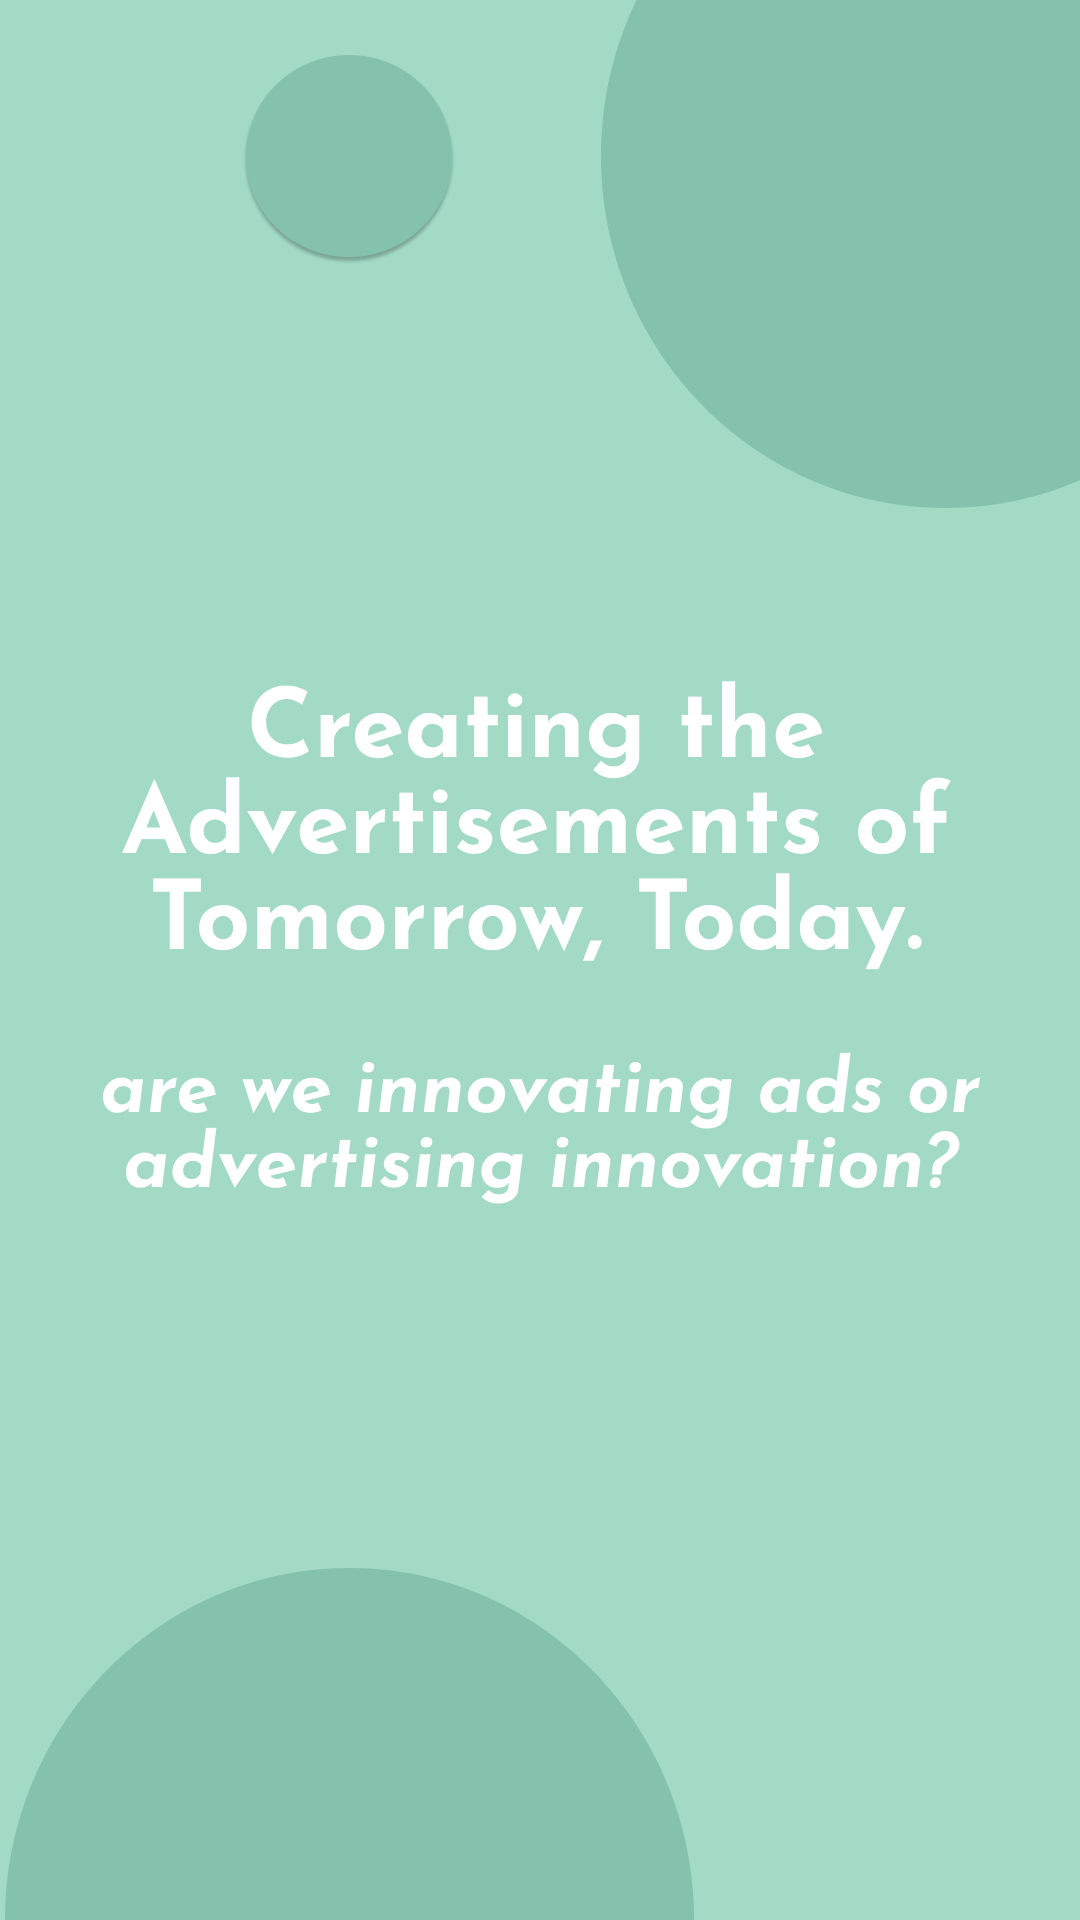 Creating the
Advertisements of
Tomorrow, Today.
are we innovating ads or
advertising innovation?